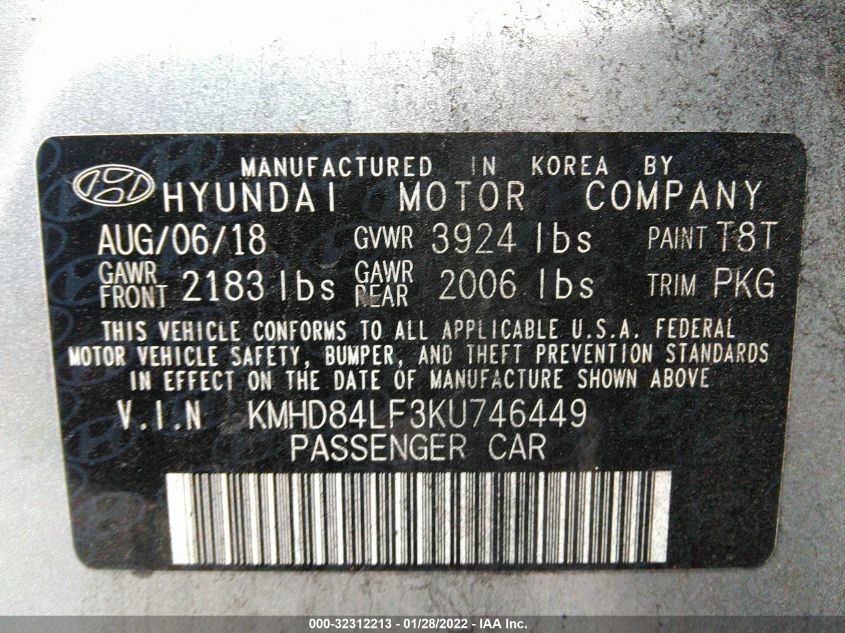 MANUFACTURED IN KOREA BY
HYUNDAI MOTOR COMPANY
AUG/06/18 GVWR 3924 lbs PAINT T8T
GAWR FRONT 2183 lbs GAWR REAR 2006 lbs TRIM PKG
THIS VEHICLE CONFORMS TO ALL APPLICABLE U.S.A. FEDERAL
MOTOR VEHICLE SAFETY, BUMPER, AND THEFT PREVENTION STANDARDS
IN EFFECT ON THE DATE OF MANUFACTURE SHOWN ABOVE
V.I.N KMHD84LF3KU746449
PASSENGER CAR
000-32312213 - 01/28/2022 - IAA Inc.